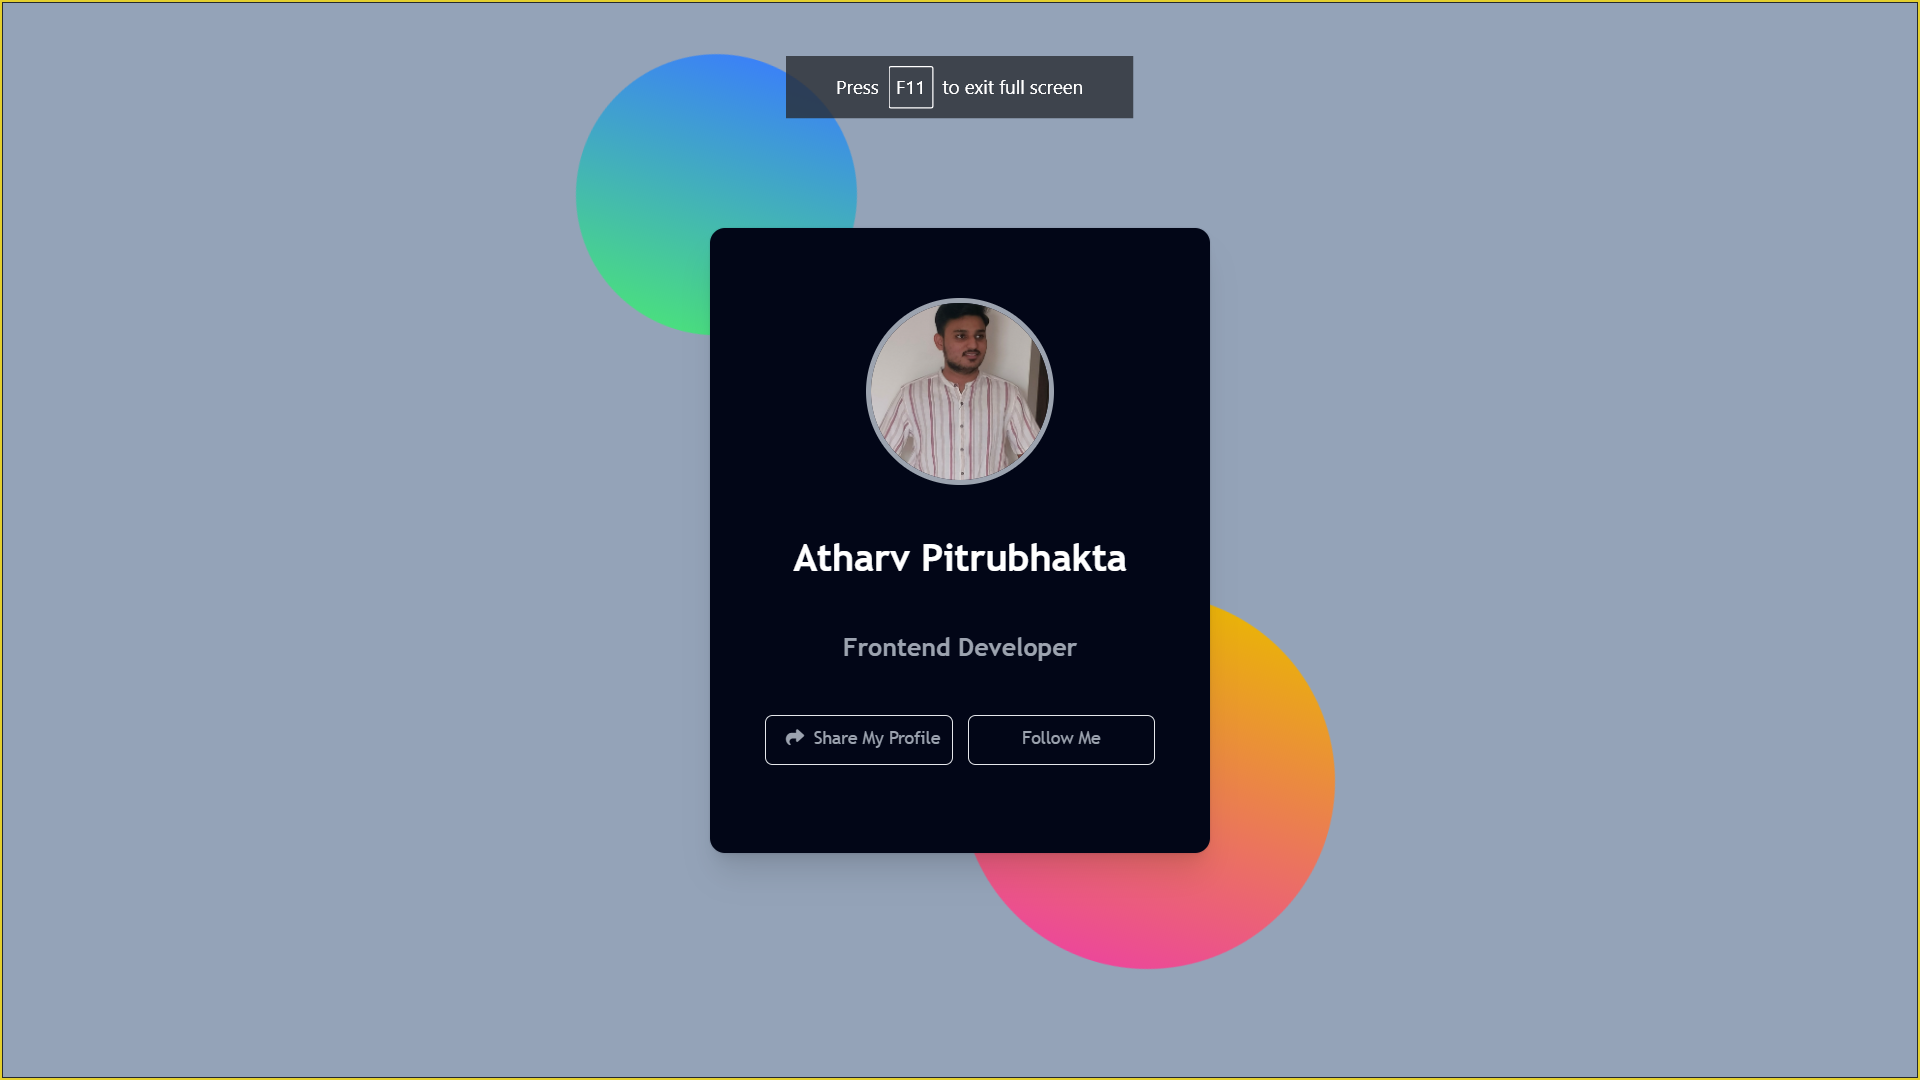 Press F11 to exit full screen
Atharv Pitrubhakta
Frontend Developer
Share My Profile
Follow Me